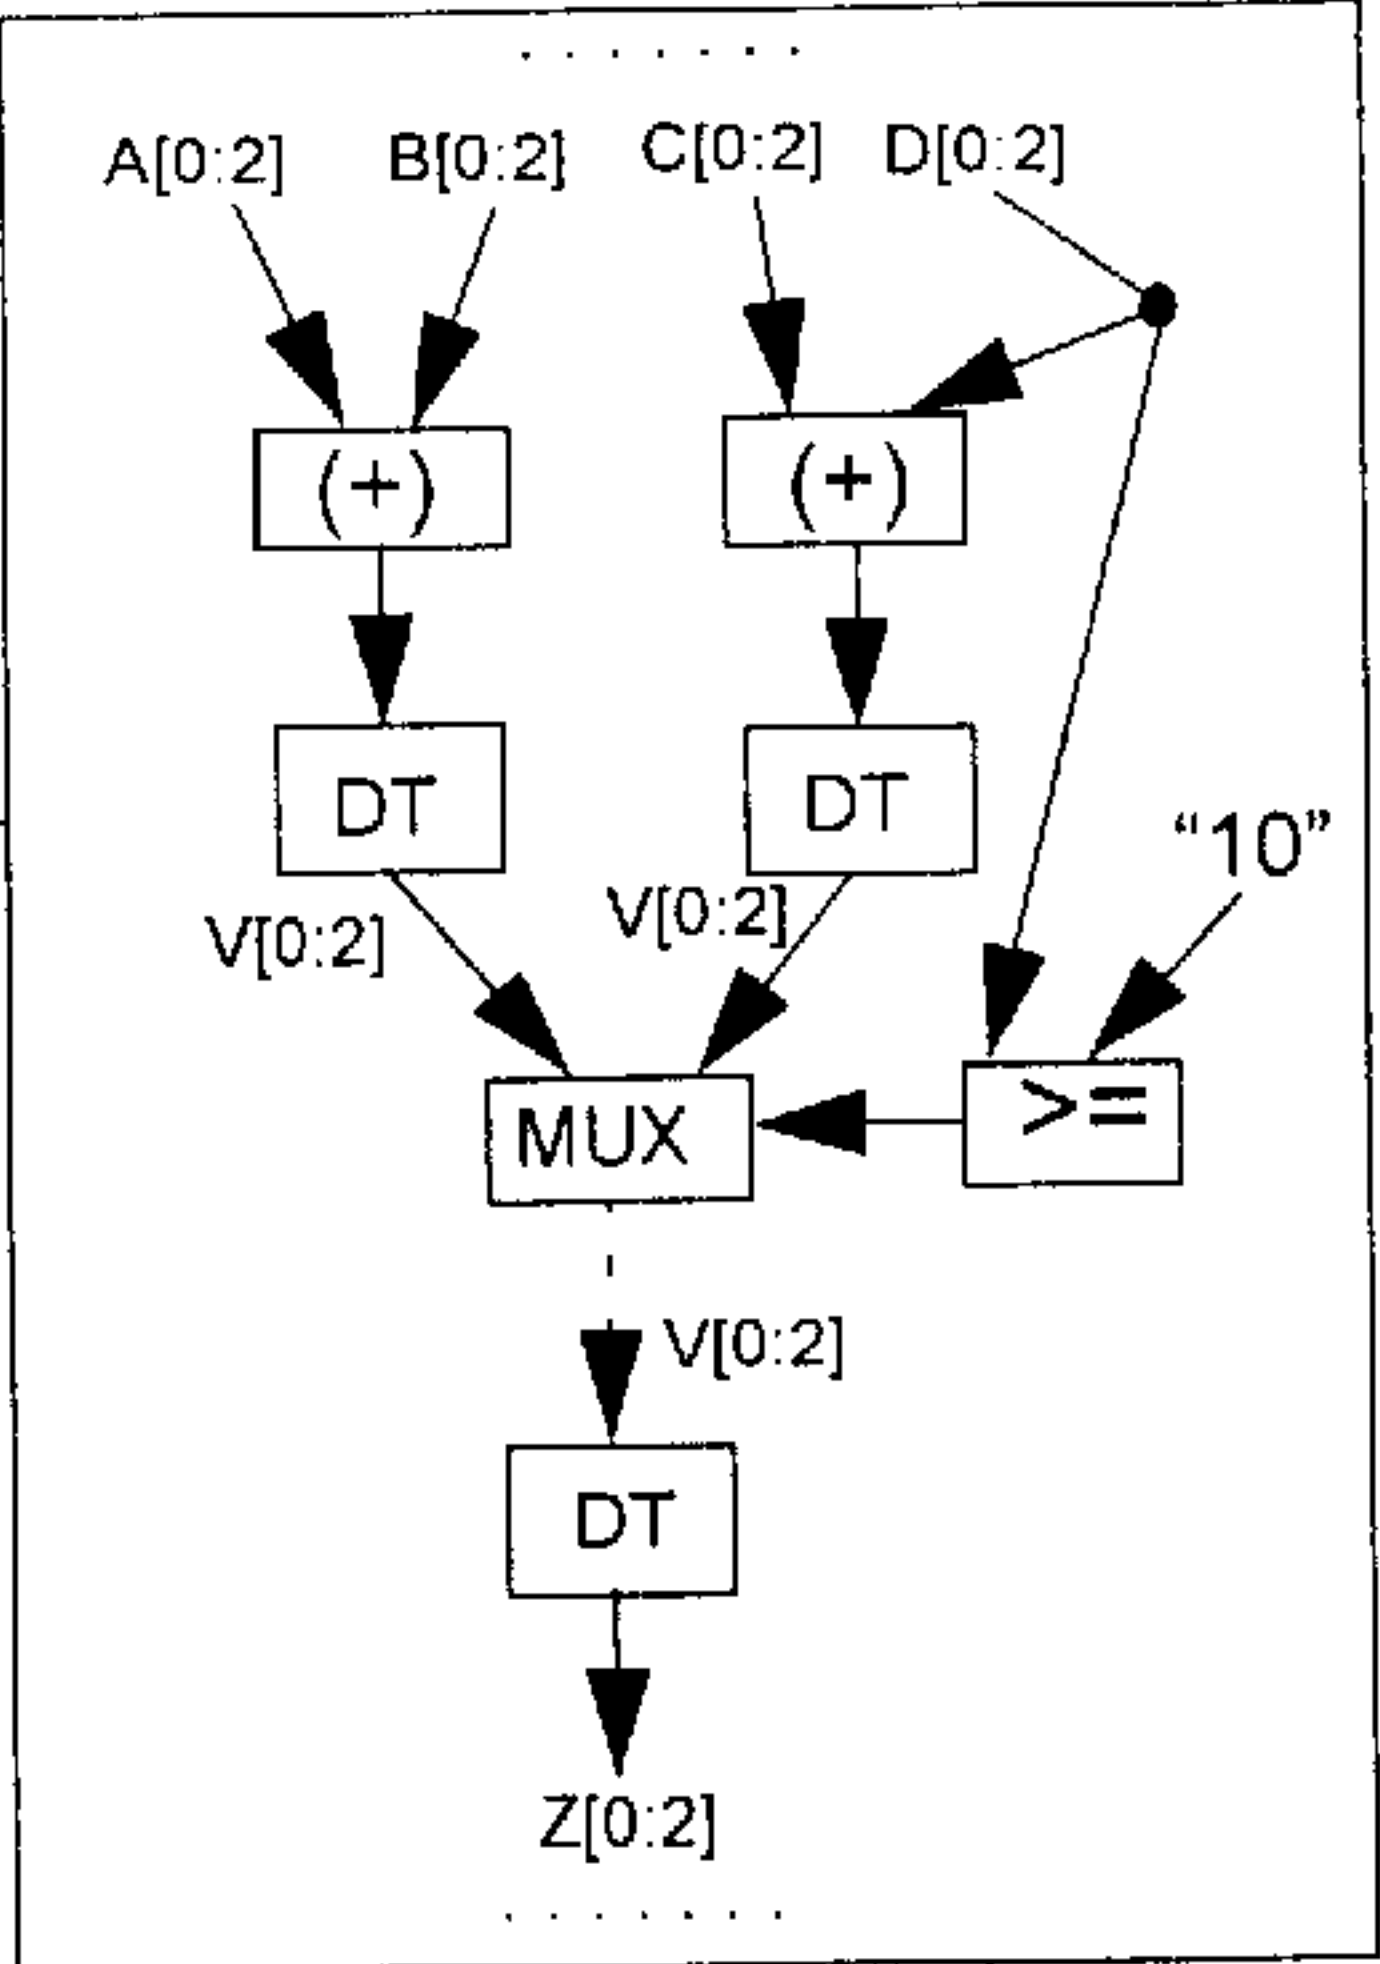 . . . . . . .
A[0:2] B[0:2] C[0:2] D[0:2]
(+) (+)
DT DT
“10”
V[0:2] V[0:2]
MUX >=
V[0:2]
DT
Z[0:2]
. . . . . . .